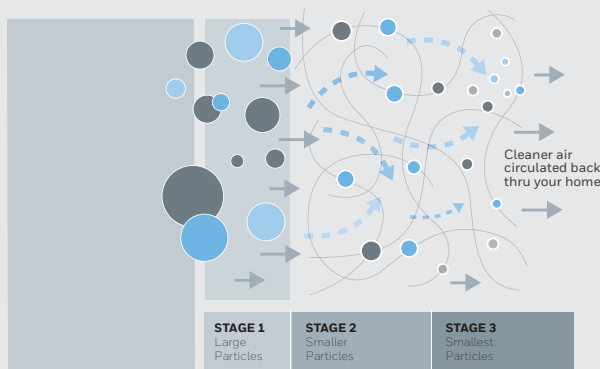 Cleaner air
circulated back
thru your home
STAGE 1
Large
Particles
STAGE 2
Smaller
Particles
STAGE 3
Smallest
Particles